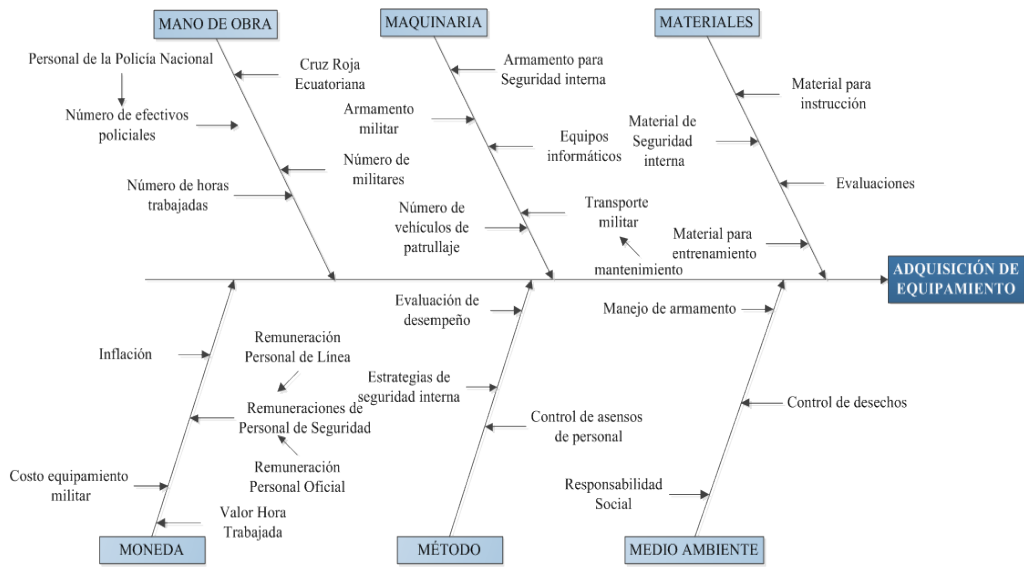 MANO DE OBRA
MAQUINARIA
MATERIALES
Personal de la Policía Nacional
Número de efectivos
policiales
Número de horas
trabajadas
Cruz Roja
Ecuatoriana
Número de
militares
Armamento
militar
Número de
vehículos de
patrullaje
Armamento para
Seguridad interna
Equipos
informáticos
Transporte
militar
mantenimiento
Material de
Seguridad
interna
Material para
entrenamiento
Material para
instrucción
Evaluaciones
ADQUISICIÓN DE
EQUIPAMIENTO
Inflación
Costo equipamiento
militar
Remuneración
Personal de Línea
Remuneraciones de
Personal de Seguridad
Remuneración
Personal Oficial
Valor Hora
Trabajada
Evaluación de
desempeño
Estrategias de
seguridad interna
Control de asensos
de personal
Manejo de armamento
Control de desechos
Responsabilidad
Social
MONEDA
MÉTODO
MEDIO AMBIENTE